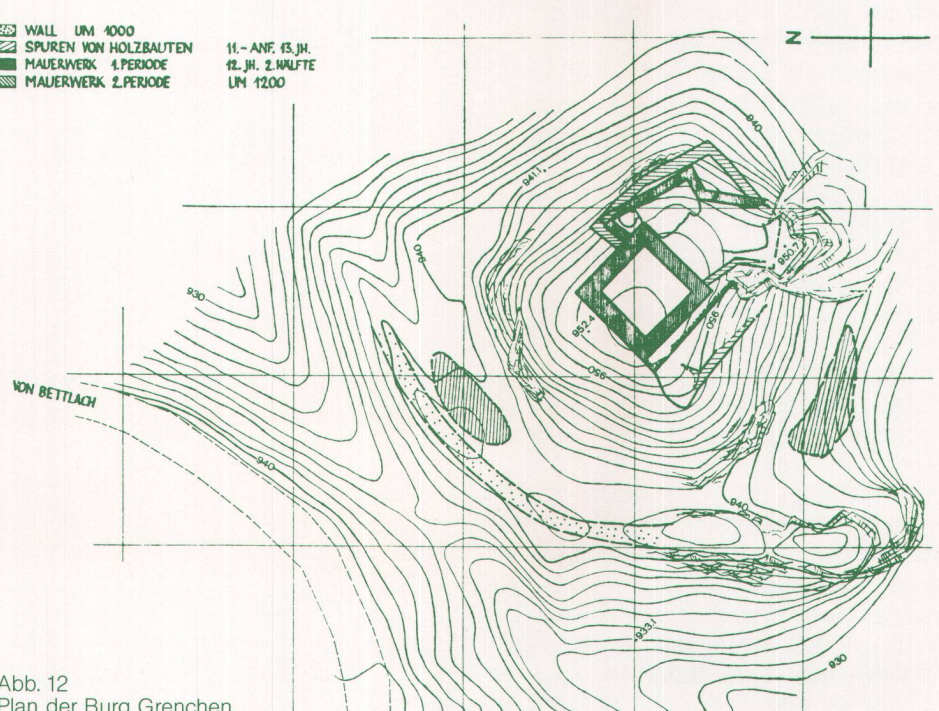 WALL UM 1000
SPUREN VON HOLZBAUTEN 11.- ANF. 13. JH.
MAUERWERK 1. PERIODE 12. JH. 2. HÄLFTE
MAUERWERK 2. PERIODE UM 1200
N
940
941.1
940
950.7
930
952.4
950
950
VON BETTLACH
940
940
933.1
930
Abb. 12
Plan der Burg Grenchen